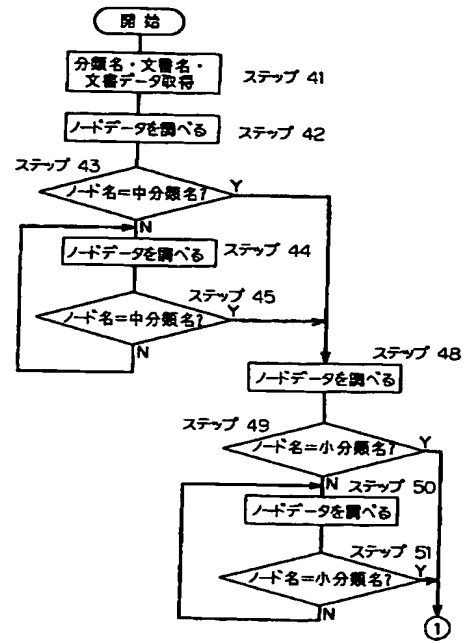 開始
分類名・文書名・
文書データ取得
ステップ 41
ノードデータを調べる
ステップ 42
ステップ 43
ノード名=中分類名?
Y
N
ステップ 44
ノードデータを調べる
ステップ 45
ノード名=中分類名?
Y
N
ステップ 48
ノードデータを調べる
ステップ 49
ノード名=小分類名?
Y
N
ステップ 50
ノードデータを調べる
ステップ 51
ノード名=小分類名?
Y
N
1